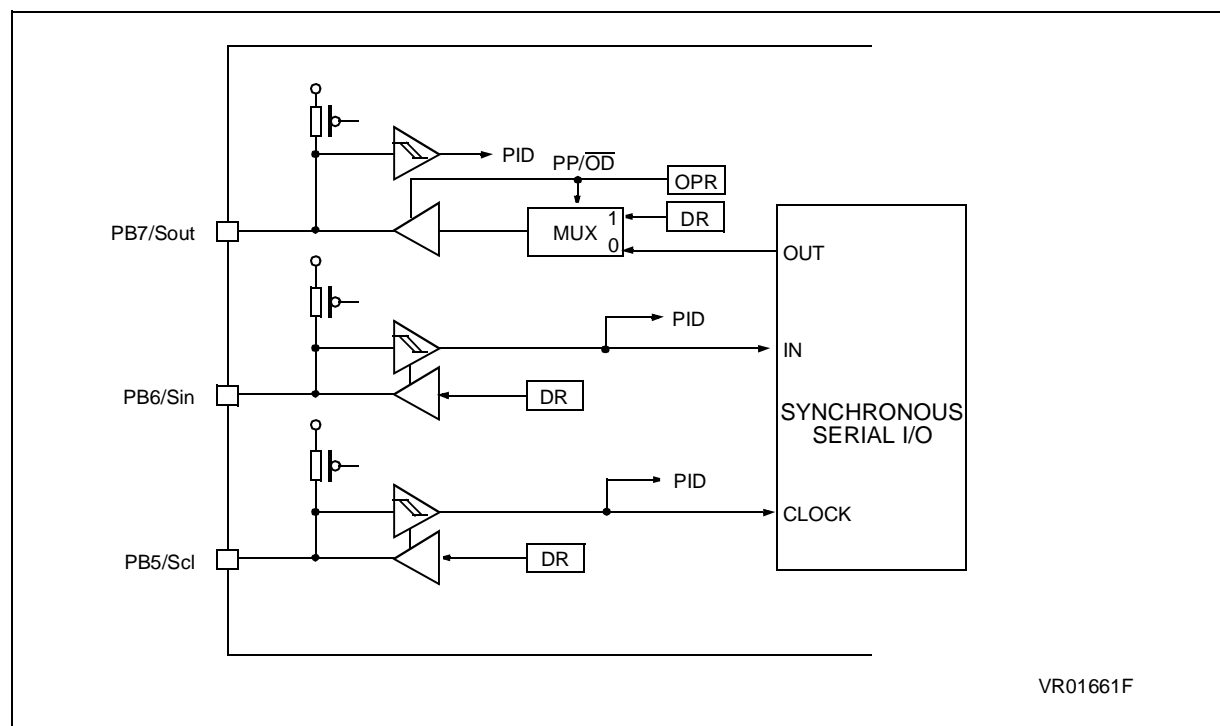 PID
PP/OD
OPR
PB7/Sout
MUX
1
0
DR
OUT
PID
IN
PB6/Sin
DR
SYNCHRONOUS
SERIAL I/O
PID
CLOCK
PB5/Scl
DR
VR01661F